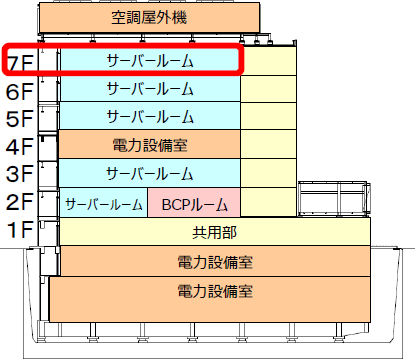 空調屋外機
7F サーバールーム
6F サーバールーム
5F サーバールーム
4F 電力設備室
3F サーバールーム
2F サーバールーム BCPルーム
1F 共用部
電力設備室
電力設備室